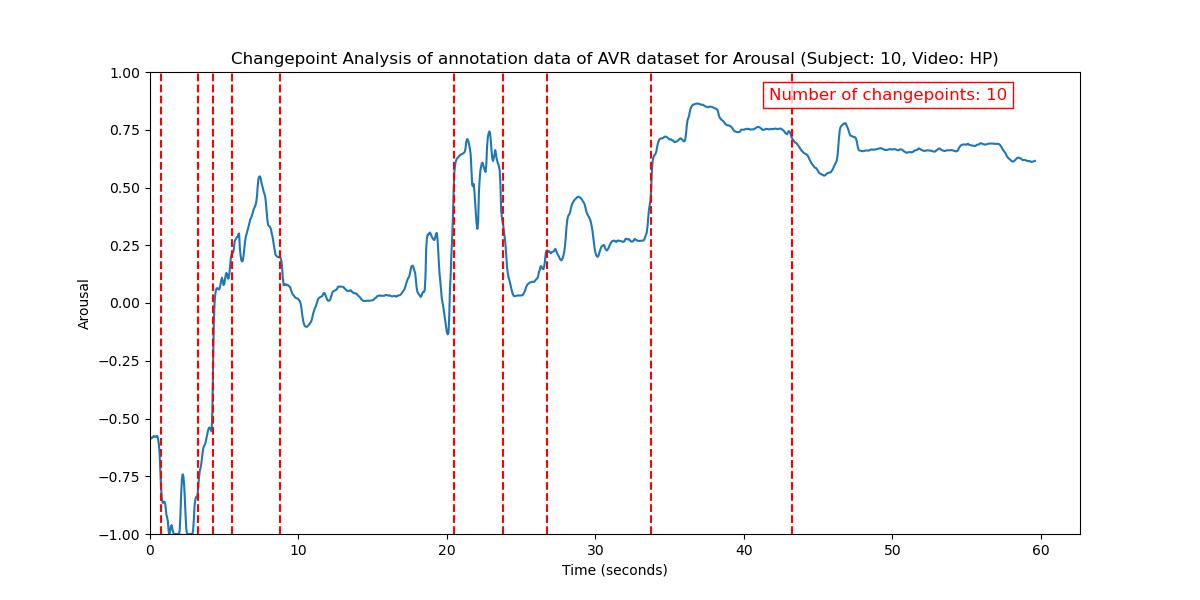 Changepoint Analysis of annotation data of AVR dataset for Arousal (Subject: 10, Video: HP)
Number of changepoints: 10
Arousal
1.00
0.75
0.50
0.25
0.00
−0.25
−0.50
−0.75
−1.00
0 10 20 30 40 50 60
Time (seconds)